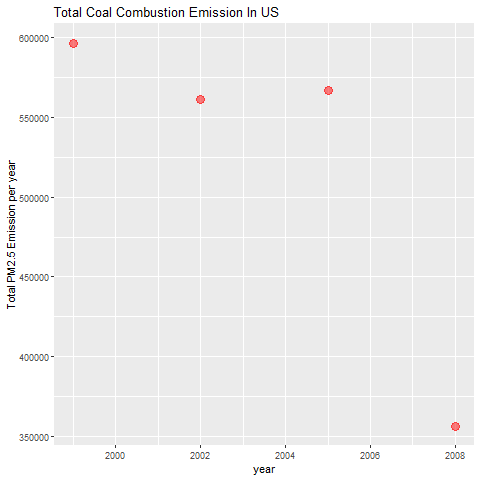 Total Coal Combustion Emission In US
600000
550000
500000
450000
400000
350000
Total PM2.5 Emission per year
2000 2002 2004 2006 2008
year